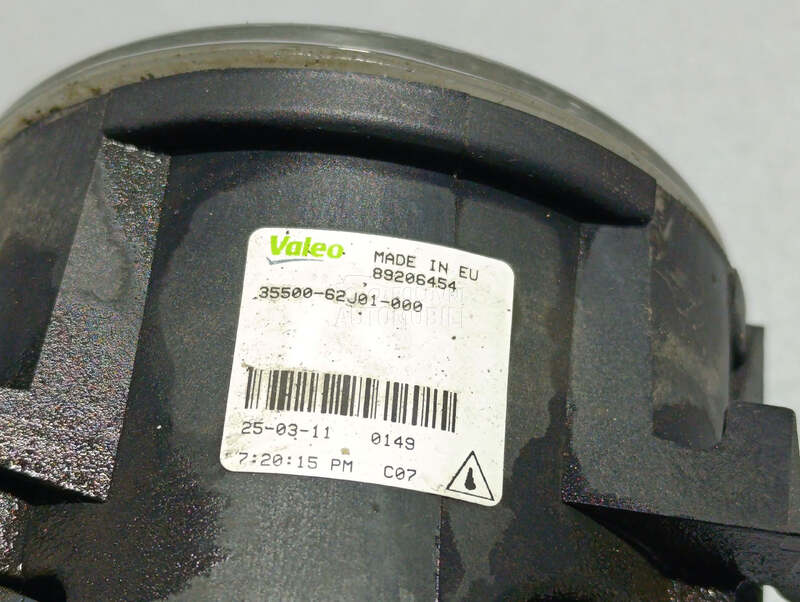 Valeo MADE IN EU
89206454
35500-62J01-000
25-03-11 0149
7:20:15 PM C07